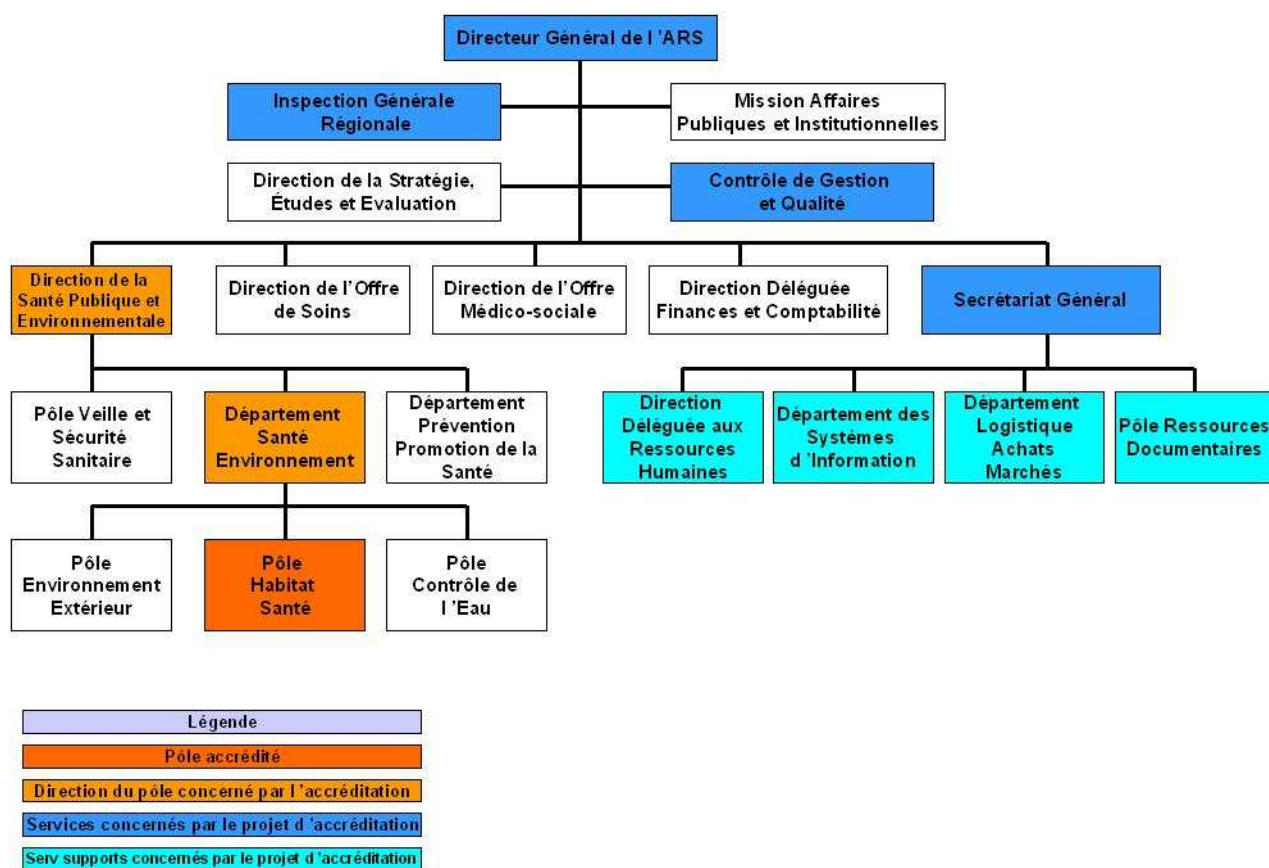 Directeur Général de l 'ARS
Inspection Générale
Régionale
Mission Affaires
Publiques et Institutionnelles
Direction de la Stratégie,
Études et Evaluation
Contrôle de Gestion
et Qualité
Direction de la
Santé Publique et
Environnementale
Direction de l'Offre
de Soins
Direction de l'Offre
Médico-sociale
Direction Déléguée
Finances et Comptabilité
Secrétariat Général
Pôle Veille et
Sécurité
Sanitaire
Département
Santé
Environnement
Département
Prévention
Promotion de la
Santé
Direction
Déléguée aux
Ressources
Humaines
Département des
Systèmes
d 'Information
Département
Logistique
Achats
Marchés
Pôle Ressources
Documentaires
Pôle
Environnement
Extérieur
Pôle
Habitat
Santé
Pôle
Contrôle de
l 'Eau
Légende
Pôle accrédité
Direction du pôle concerné par l 'accréditation
Services concernés par le projet d 'accréditation
Serv supports concernés par le projet d 'accréditation